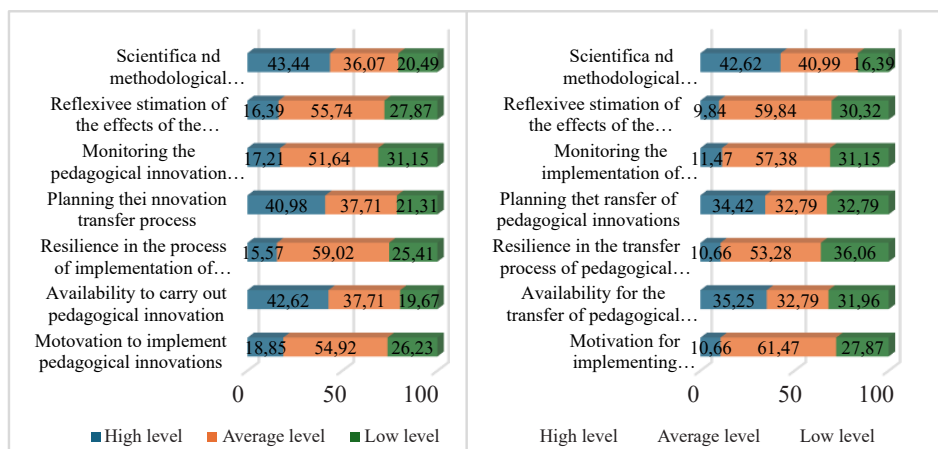 Scientifica nd
methodological...
43,44 36,07 20,49
Reflexivee stimation of
the effects of the...
16,39 55,74 27,87
Monitoring the
pedagogical innovation...
17,21 51,64 31,15
Planning thei nnovation
transfer process
40,98 37,71 21,31
Resilience in the process
of implementation of...
15,57 59,02 25,41
Availability to carry out
pedagogical innovation
42,62 37,71 19,67
Motovation to implement
pedagogical innovations
18,85 54,92 26,23
0 50 100
0 50 100
High level Average level Low level
Scientifica nd
methodological...
42,62 40,99 16,39
Reflexivee stimation of
the effects of the...
9,84 59,84 30,32
Monitoring the
implementation of...
11,47 57,38 31,15
Planning thet ransfer of
pedagogical innovations
34,42 32,79 32,79
Resilience in the transfer
process of pedagogical...
10,66 53,28 36,06
Availability for the
transfer of pedagogical...
35,25 32,79 31,96
Motivation for
implementing...
10,66 61,47 27,87
0 50 100
0 50 100
High level Average level Low level